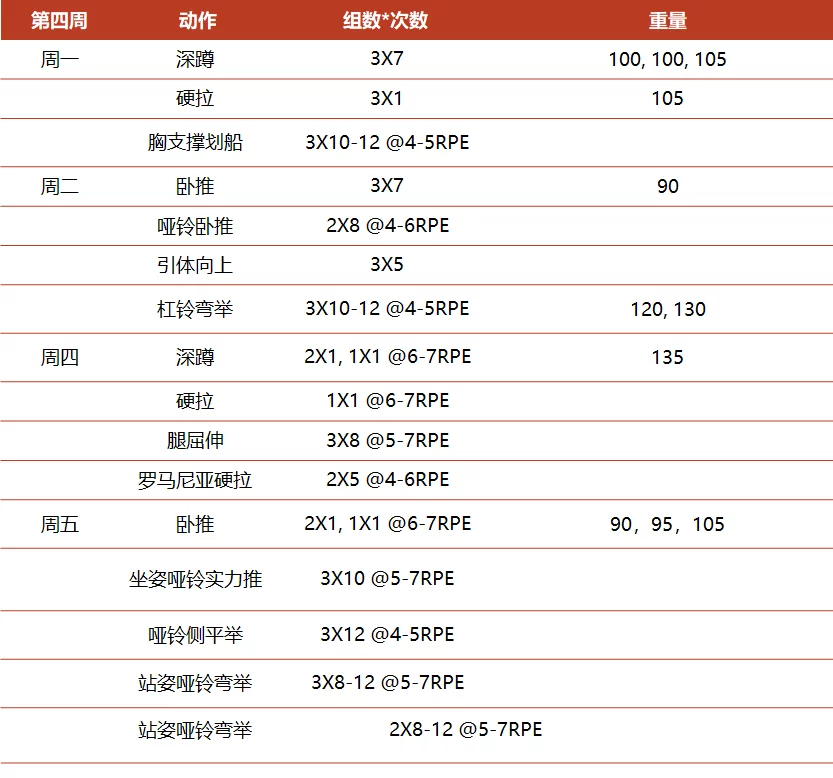 第四周 动作 组数*次数 重量
周一 深蹲 3X7 100, 100, 105
硬拉 3X1 105
胸支撑划船 3X10-12 @4-5RPE
周二 卧推 3X7 90
哑铃卧推 2X8 @4-6RPE
引体向上 3X5
杠铃弯举 3X10-12 @4-5RPE 120, 130
周四 深蹲 2X1, 1X1 @6-7RPE 135
硬拉 1X1 @6-7RPE
腿屈伸 3X8 @5-7RPE
罗马尼亚硬拉 2X5 @4-6RPE
周五 卧推 2X1, 1X1 @6-7RPE 90，95，105
坐姿哑铃实力推 3X10 @5-7RPE
哑铃侧平举 3X12 @4-5RPE
站姿哑铃弯举 3X8-12 @5-7RPE
站姿哑铃弯举 2X8-12 @5-7RPE